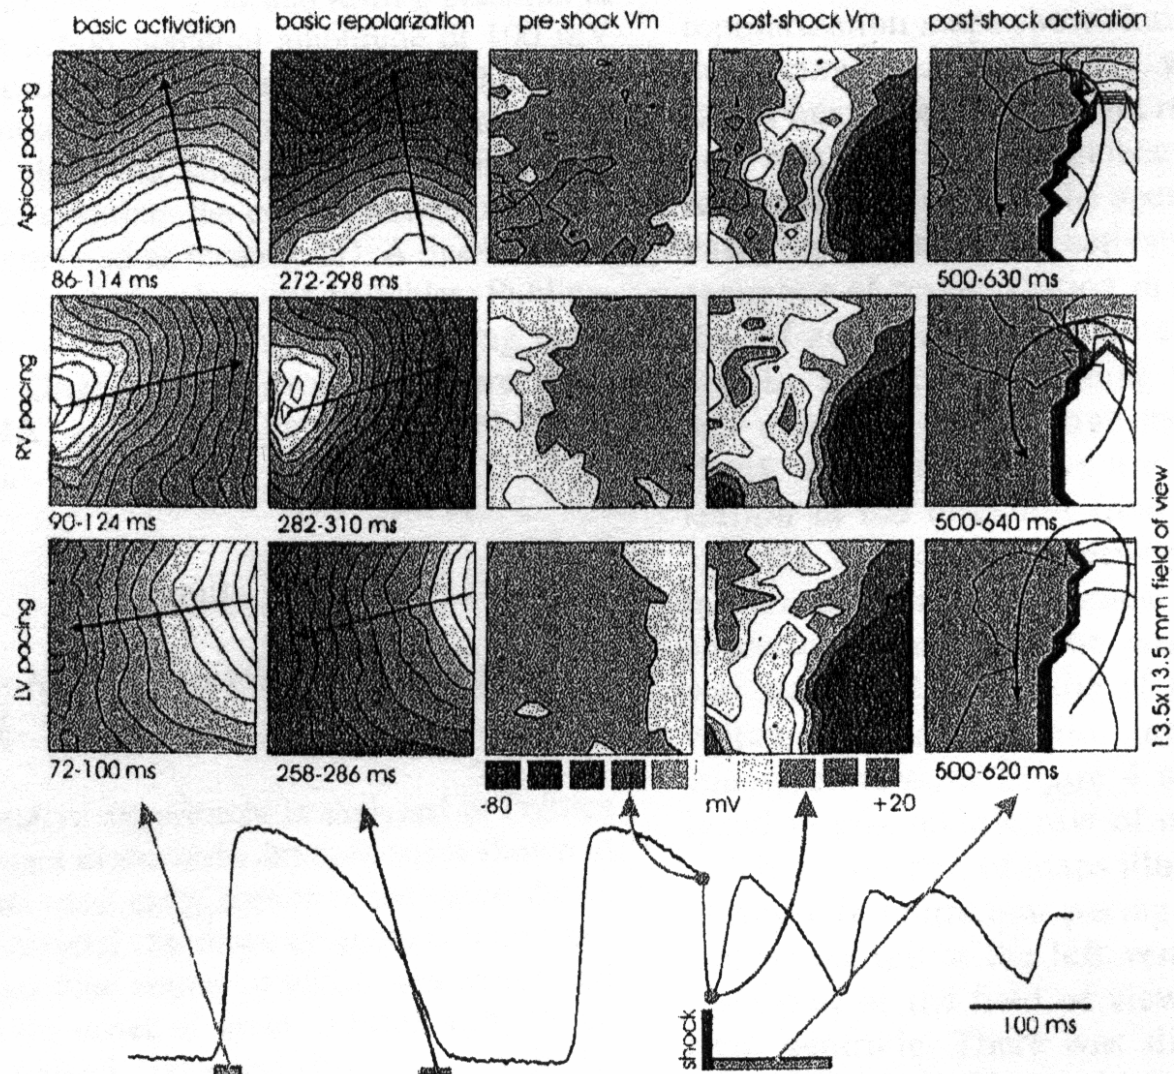 basic activation
basic repolarization
pre-shock Vm
post-shock Vm
post-shock activation
Apical pacing
86-114 ms
272-298 ms
500-630 ms
RV pacing
90-124 ms
282-310 ms
500-640 ms
LV pacing
72-100 ms
258-286 ms
500-620 ms
13.5x13.5 mm field of view
-80
mV
+20
shock
100 ms